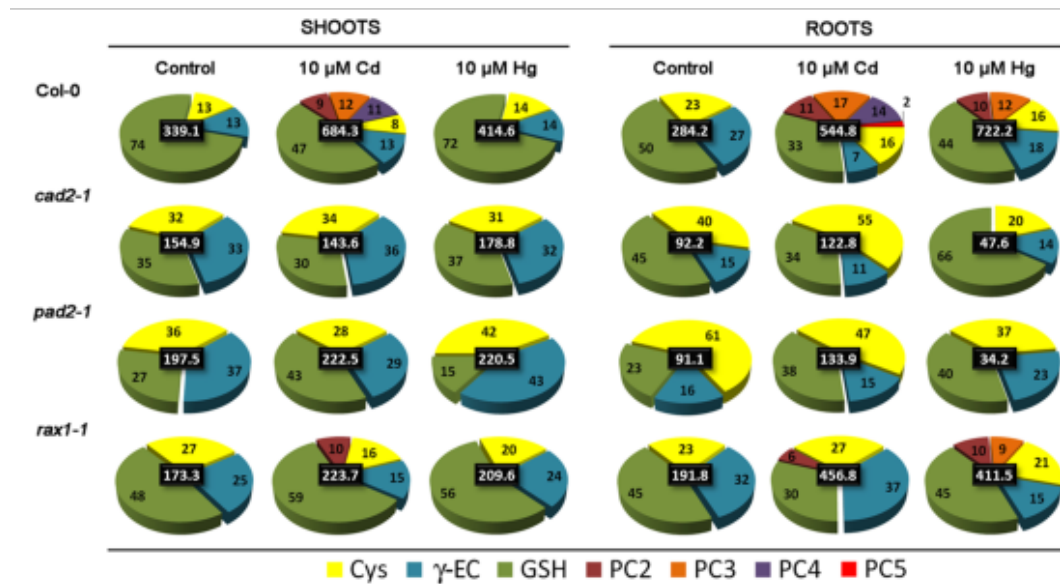 SHOOTS ROOTS
Control 10 µM Cd 10 µM Hg Control 10 µM Cd 10 µM Hg
Col-0
13 13 74 339.1
9 12 11 8 13 47 684.3
14 14 72 414.6
23 27 50 284.2
11 17 14 2 16 7 33 544.8
10 12 16 18 44 722.2
cad2-1
32 33 35 154.9
34 36 30 143.6
31 32 37 178.8
40 15 45 92.2
55 11 34 122.8
20 14 66 47.6
pad2-1
36 37 27 197.5
28 29 43 222.5
42 43 15 220.5
61 16 23 91.1
47 15 38 133.9
37 23 40 34.2
rax1-1
27 25 48 173.3
10 16 15 59 223.7
20 24 56 209.6
23 32 45 191.8
6 27 37 30 456.8
10 9 21 15 45 411.5
Cys γ-EC GSH PC2 PC3 PC4 PC5